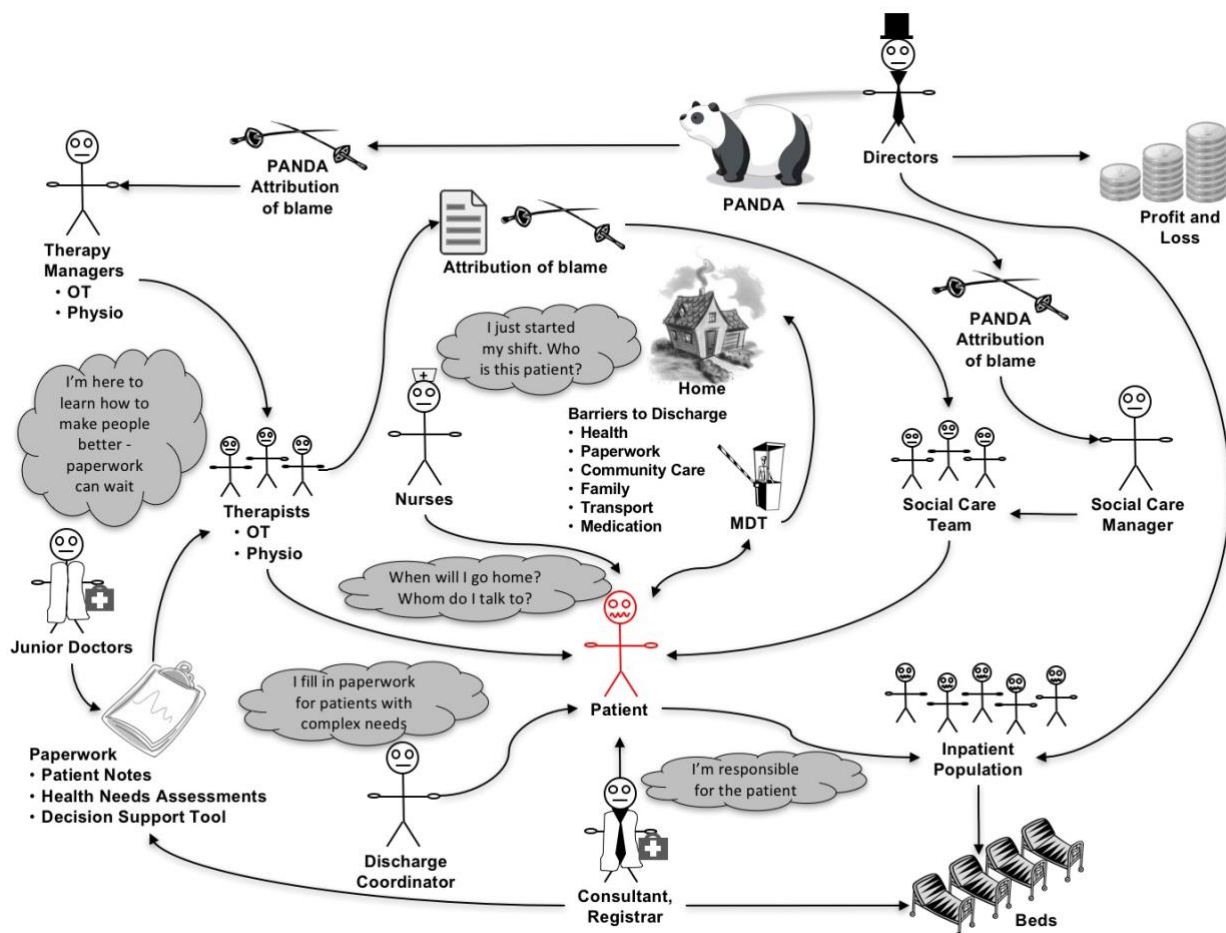 Directors
PANDA
Attribution
of blame
PANDA
Profit and
Loss
Therapy
Managers
• OT
• Physio
Attribution of blame
PANDA
Attribution
of blame
I just started
my shift. Who
is this patient?
Home
I'm here to
learn how to
make people
better -
paperwork
can wait
Barriers to Discharge
• Health
• Paperwork
• Community Care
• Family
• Transport
• Medication
Nurses
MDT
Social Care
Team
Social Care
Manager
Therapists
• OT
• Physio
When will I go home?
Whom do I talk to?
Junior Doctors
I fill in paperwork
for patients with
complex needs
Patient
Inpatient
Population
Paperwork
• Patient Notes
• Health Needs Assessments
• Decision Support Tool
I'm responsible
for the patient
Discharge
Coordinator
Consultant,
Registrar
Beds